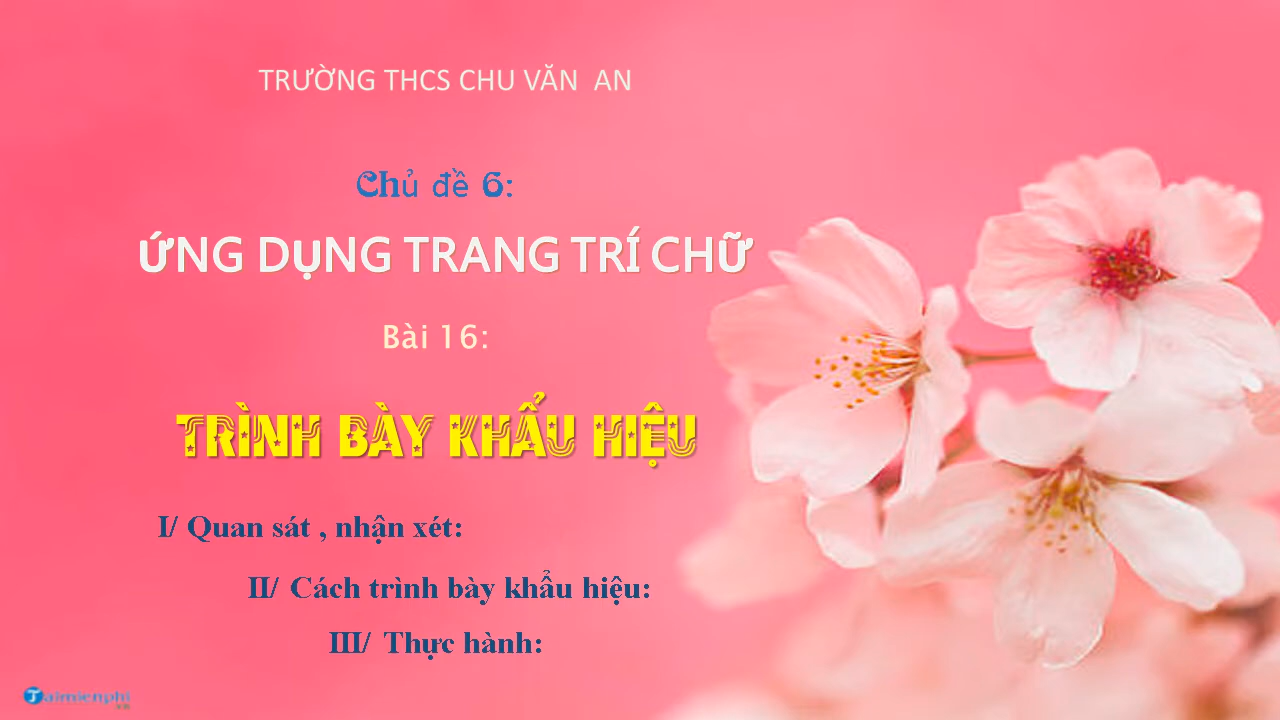 TRƯỜNG THCS CHU VĂN AN
Chủ đề 6:
ỨNG DỤNG TRANG TRÍ CHỮ
Bài 16:
TRÌNH BÀY KHẨU HIỆU
I/ Quan sát , nhận xét:
II/ Cách trình bày khẩu hiệu:
III/ Thực hành:
Taimienphi